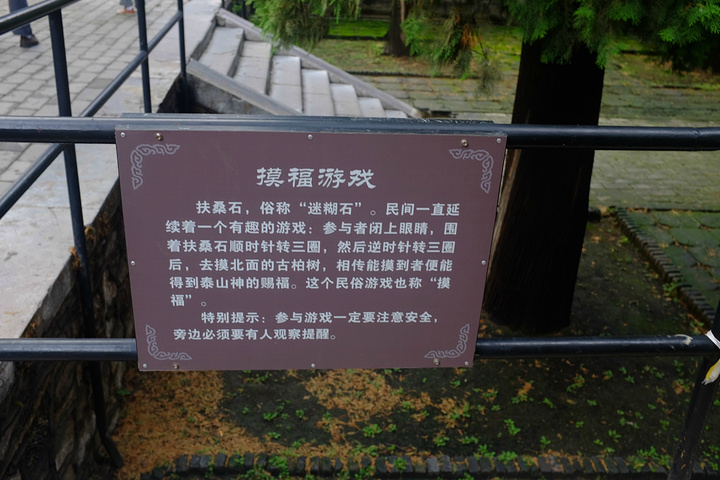 摸福游戏
扶桑石，俗称“迷糊石”。民间一直延
续着一个有趣的游戏：参与者闭上眼睛，围
着扶桑石顺时针转三圈，然后逆时针转三圈
后，去摸北面的古柏树，相传能摸到者便能
得到泰山神的赐福。这个民俗游戏也称“摸
福”。
特别提示：参与游戏一定要注意安全，
旁边必须要有人观察提醒。